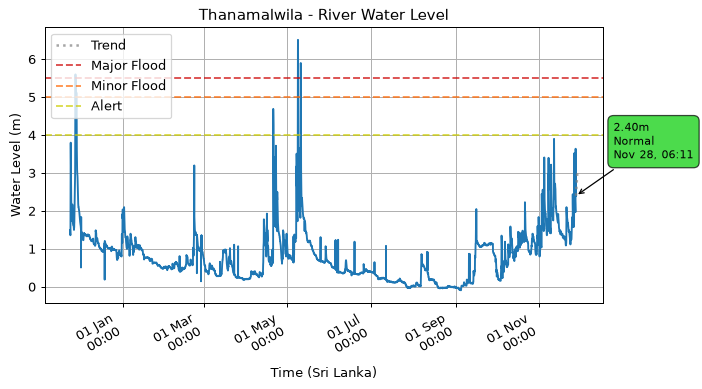 Thanamalwila - River Water Level
Water Level (m)
6
5
4
3
2
1
0
Trend
Major Flood
Minor Flood
Alert
2.40m
Normal
Nov 28, 06:11
01 Jan
00:00
01 Mar
00:00
01 May
00:00
01 Jul
00:00
01 Sep
00:00
01 Nov
00:00
Time (Sri Lanka)